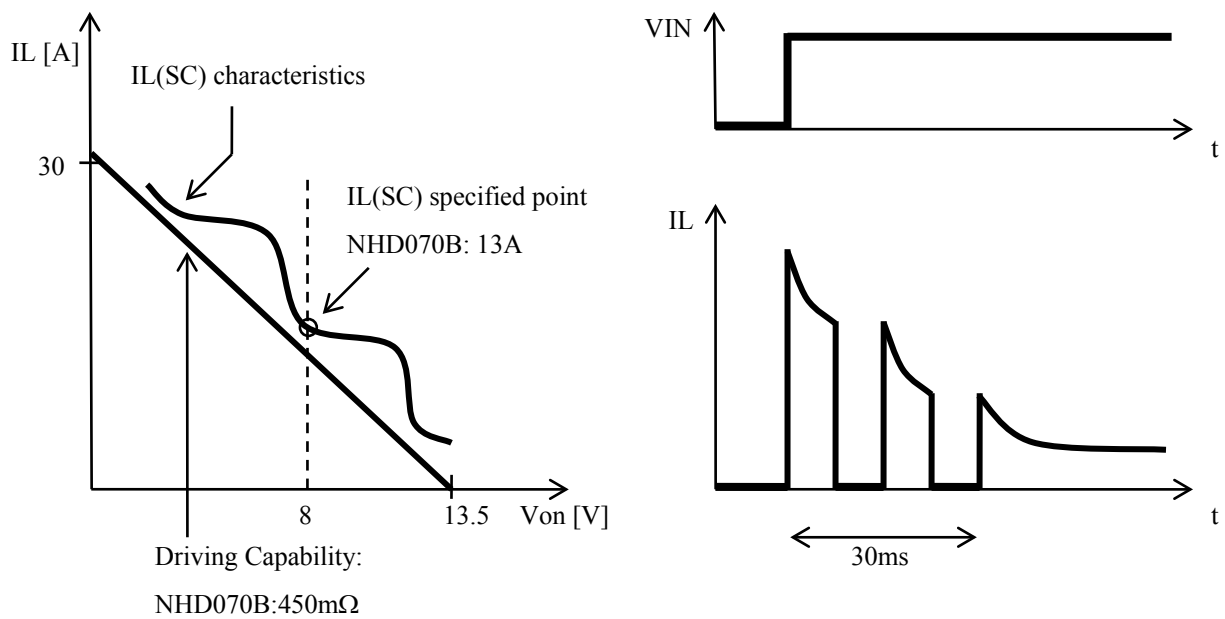 IL [A]
IL(SC) characteristics
30
IL(SC) specified point
NHD070B: 13A
8
13.5
Von [V]
Driving Capability:
NHD070B:450mΩ
VIN
t
IL
t
30ms